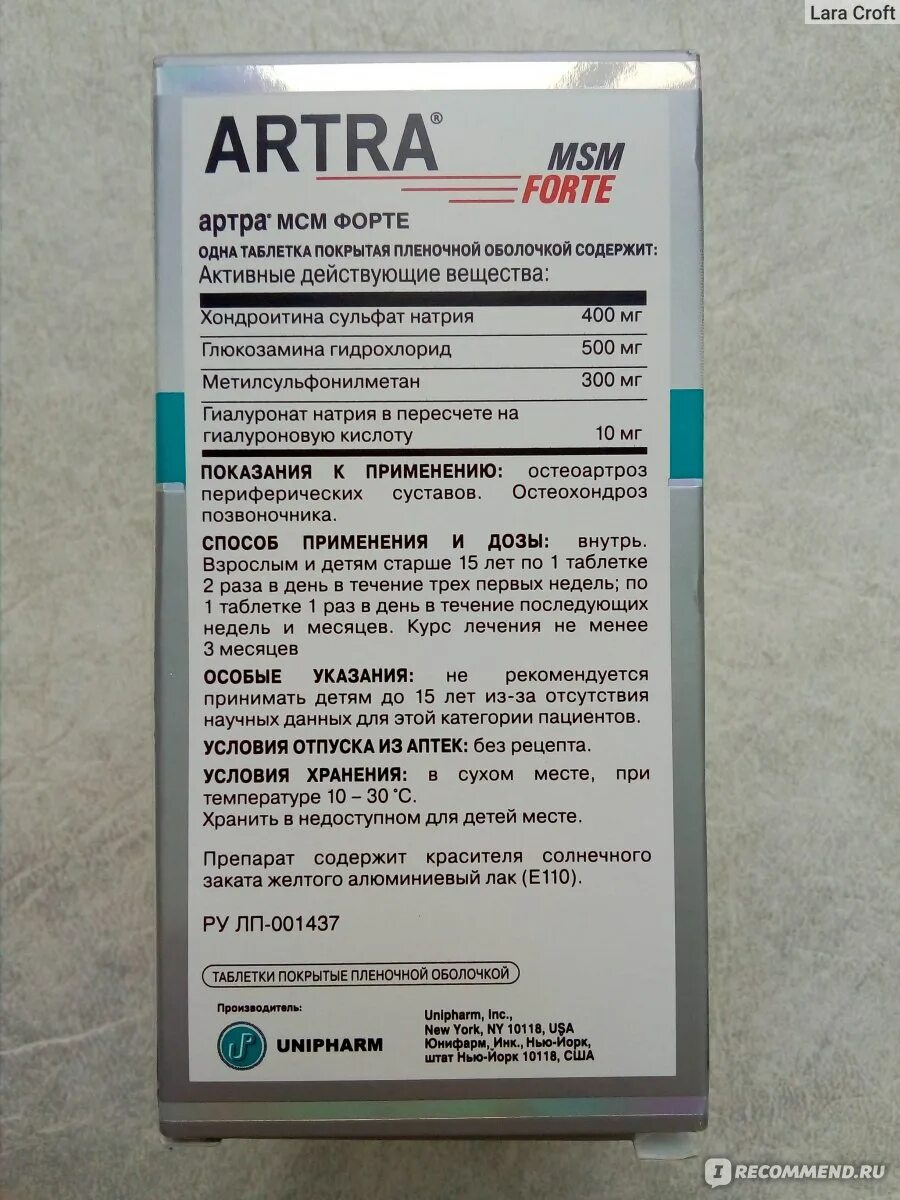 Lara Croft
ARTRA®
MSM
FORTE
артра® МСМ ФОРТЕ
ОДНА ТАБЛЕТКА ПОКРЫТАЯ ПЛЕНОЧНОЙ ОБОЛОЧКОЙ СОДЕРЖИТ:
Активные действующие вещества:
Хондроитина сульфат натрия 400 мг
Глюкозамина гидрохлорид 500 мг
Метилсульфонилметан 300 мг
Гиалуронат натрия в пересчете на
гиалуроновую кислоту 10 мг
ПОКАЗАНИЯ К ПРИМЕНЕНИЮ: остеоартроз
периферических суставов. Остеохондроз
позвоночника.
СПОСОБ ПРИМЕНЕНИЯ И ДОЗЫ: внутрь.
Взрослым и детям старше 15 лет по 1 таблетке
2 раза в день в течение трех первых недель; по
1 таблетке 1 раз в день в течение последующих
недель и месяцев. Курс лечения не менее
3 месяцев
ОСОБЫЕ УКАЗАНИЯ: не рекомендуется
принимать детям до 15 лет из-за отсутствия
научных данных для этой категории пациентов.
УСЛОВИЯ ОТПУСКА ИЗ АПТЕК: без рецепта.
УСЛОВИЯ ХРАНЕНИЯ: в сухом месте, при
температуре 10 – 30 °С.
Хранить в недоступном для детей месте.
Препарат содержит красителя солнечного
заката желтого алюминиевый лак (Е110).
РУ ЛП-001437
ТАБЛЕТКИ ПОКРЫТЫЕ ПЛЕНОЧНОЙ ОБОЛОЧКОЙ
Производитель:
UNIPHARM
Unipharm, Inc.,
New York, NY 10118, USA
Юнифарм, Инк., Нью-Йорк,
штат Нью-Йорк 10118, США
IRECOMMEND.RU